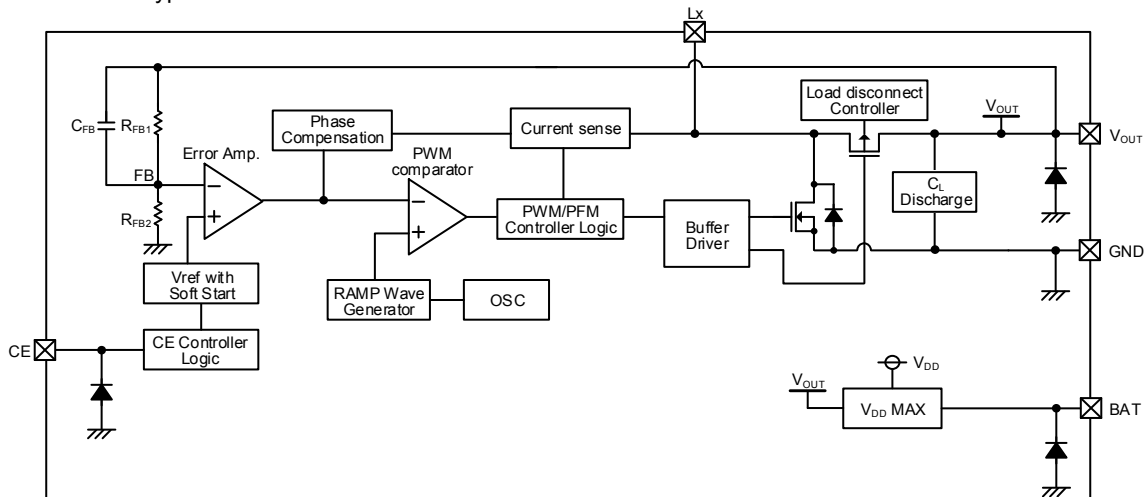 Lx
Load disconnect
Controller
VOUT
VOUT
CFB
RFB1
Phase
Compensation
Current sense
Error Amp.
PWM
comparator
FB
−
+
RFB2
−
+
PWM/PFM
Controller Logic
Buffer
Driver
CL
Discharge
GND
Vref with
Soft Start
RAMP Wave
Generator
OSC
CE
CE Controller
Logic
VDD
VOUT
VDD MAX
BAT